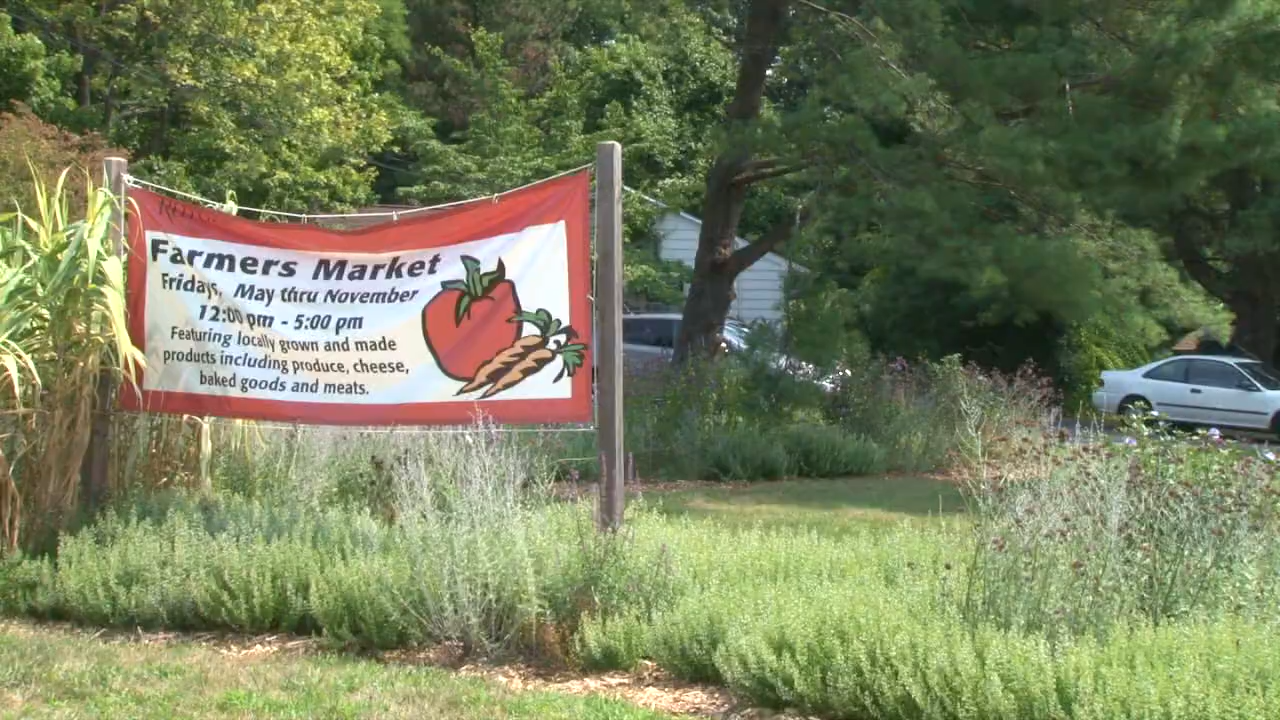 Farmers Market
Fridays, May thru November
12:00 pm - 5:00 pm
Featuring locally grown and made
products including produce, cheese,
baked goods and meats.